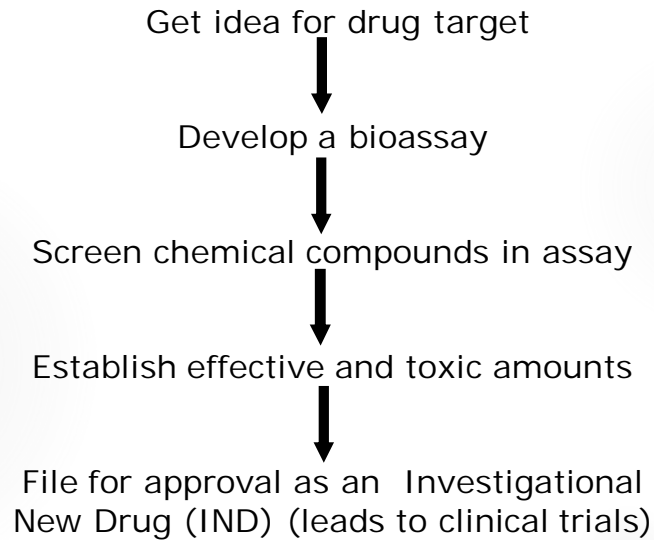 Get idea for drug target
Develop a bioassay
Screen chemical compounds in assay
Establish effective and toxic amounts
File for approval as an Investigational
New Drug (IND) (leads to clinical trials)